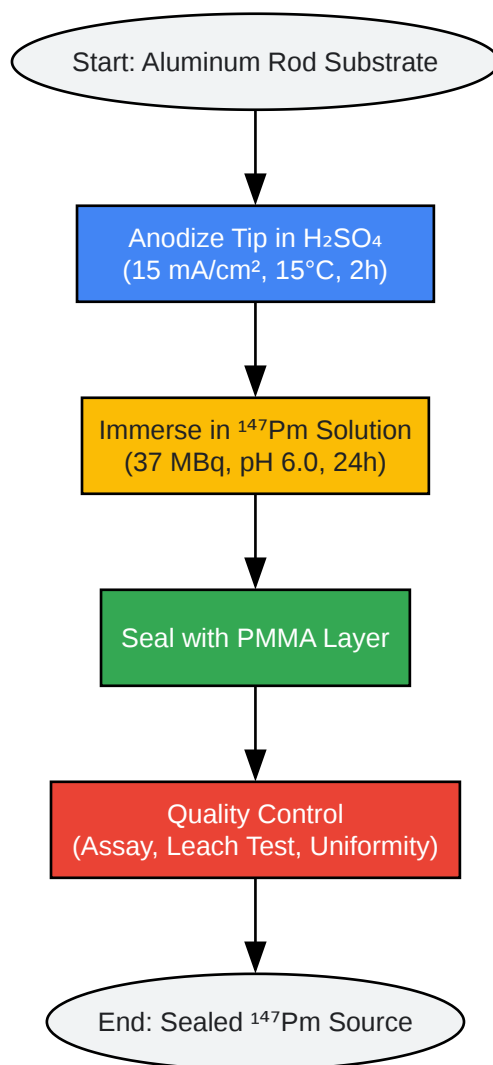 Start: Aluminum Rod Substrate
Anodize Tip in H₂SO₄
(15 mA/cm², 15°C, 2h)
Immerse in ¹⁴⁷Pm Solution
(37 MBq, pH 6.0, 24h)
Seal with PMMA Layer
Quality Control
(Assay, Leach Test, Uniformity)
End: Sealed ¹⁴⁷Pm Source